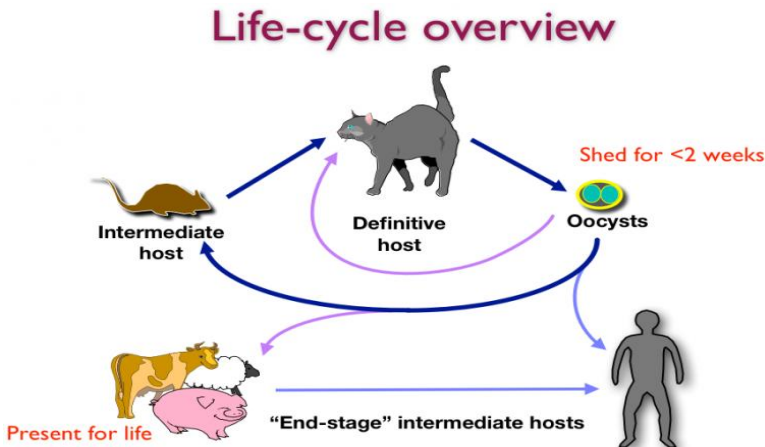 Life-cycle overview
Shed for <2 weeks
Intermediate
host
Definitive
host
Oocysts
Present for life
"End-stage" intermediate hosts